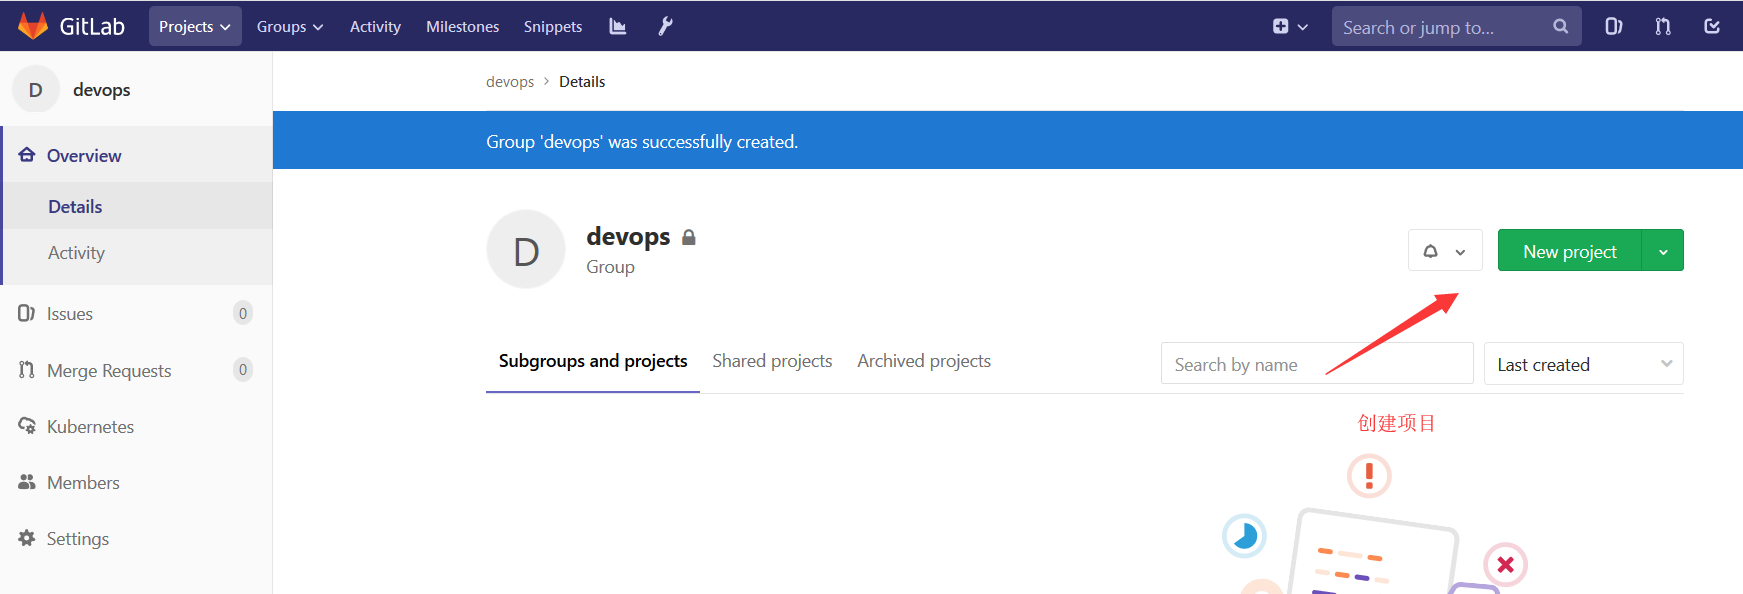 GitLab Projects Groups Activity Milestones Snippets Search or jump to...
D devops
devops > Details
Group 'devops' was successfully created.
Overview
Details
Activity
Issues 0
Merge Requests 0
Kubernetes
Members
Settings
D
devops
Group
New project
Subgroups and projects Shared projects Archived projects Search by name Last created
创建项目